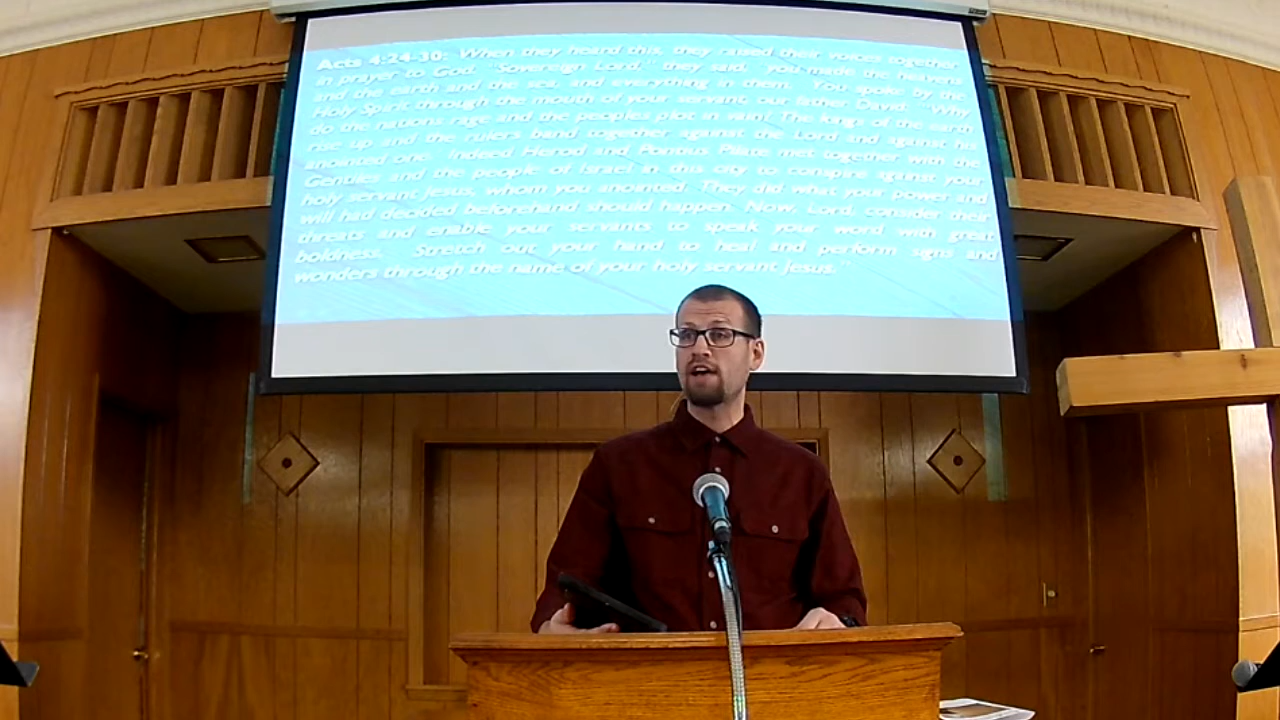 Acts 4:24-30: When they heard this, they raised their voices together
in prayer to God. "Sovereign Lord," they said, "you made the heavens
and the earth and the sea, and everything in them. You spoke by the
Holy Spirit through the mouth of your servant, our father David: "Why
do the nations rage and the peoples plot in vain? The kings of the earth
rise up and the rulers band together against the Lord and against his
anointed one. Indeed Herod and Pontius Pilate met together with the
Gentiles and the people of Israel in this city to conspire against your
holy servant Jesus, whom you anointed. They did what your power and
will had decided beforehand should happen. Now, Lord, consider their
threats and enable your servants to speak your word with great
boldness. Stretch out your hand to heal and perform signs and
wonders through the name of your holy servant Jesus."